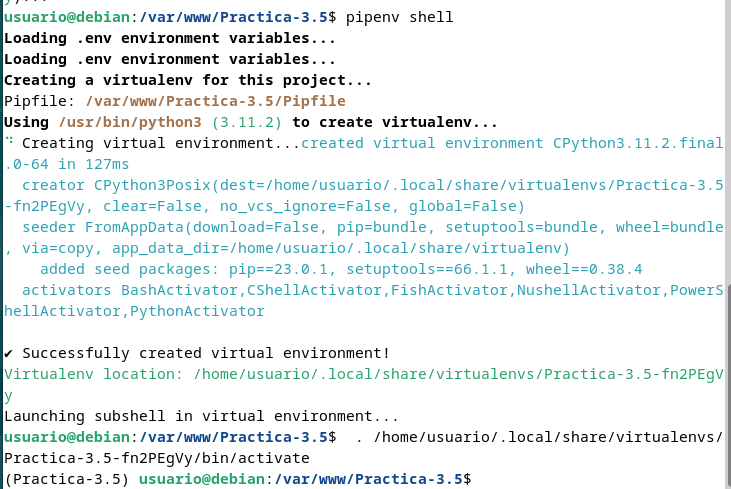 y)...
usuario@debian:/var/www/Practica-3.5$ pipenv shell
Loading .env environment variables...
Loading .env environment variables...
Creating a virtualenv for this project...
Pipfile: /var/www/Practica-3.5/Pipfile
Using /usr/bin/python3 (3.11.2) to create virtualenv...
⠙ Creating virtual environment...created virtual environment CPython3.11.2.final
.0-64 in 127ms
  creator CPython3Posix(dest=/home/usuario/.local/share/virtualenvs/Practica-3.5
-fn2PEgVy, clear=False, no_vcs_ignore=False, global=False)
  seeder FromAppData(download=False, pip=bundle, setuptools=bundle, wheel=bundle
, via=copy, app_data_dir=/home/usuario/.local/share/virtualenv)
    added seed packages: pip==23.0.1, setuptools==66.1.1, wheel==0.38.4
  activators BashActivator,CShellActivator,FishActivator,NushellActivator,PowerS
hellActivator,PythonActivator
✔ Successfully created virtual environment!
Virtualenv location: /home/usuario/.local/share/virtualenvs/Practica-3.5-fn2PEgV
y
Launching subshell in virtual environment...
usuario@debian:/var/www/Practica-3.5$  . /home/usuario/.local/share/virtualenvs/
Practica-3.5-fn2PEgVy/bin/activate
(Practica-3.5) usuario@debian:/var/www/Practica-3.5$